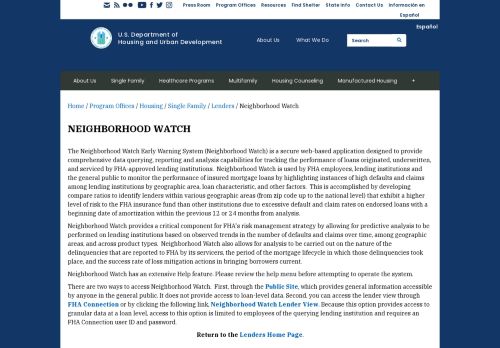 Press Room Program Offices Resources Find Shelter State Info Contact Us Información en
Español
Español
U.S. Department of
Housing and Urban Development
About Us What We Do Search
About Us Single Family Healthcare Programs Multifamily Housing Counseling Manufactured Housing +
Home / Program Offices / Housing / Single Family / Lenders / Neighborhood Watch
NEIGHBORHOOD WATCH
The Neighborhood Watch Early Warning System (Neighborhood Watch) is a secure web-based application designed to provide
comprehensive data querying, reporting and analysis capabilities for tracking the performance of loans originated, underwritten,
and serviced by FHA-approved lending institutions. Neighborhood Watch is used by FHA employees, lending institutions and
the general public to monitor the performance of insured mortgage loans by highlighting instances of high defaults and claims
among lending institutions by geographic area, loan characteristic, and other factors. This is accomplished by developing
compare ratios to identify lenders within various geographic areas (from zip code up to the national level) that exhibit a higher
level of risk to the FHA insurance fund than other institutions due to excessive default and claim rates on endorsed loans with a
beginning date of amortization within the previous 12 or 24 months from analysis.
Neighborhood Watch provides a critical component for FHA's risk management strategy by allowing for predictive analysis to be
performed on lending institutions based on observed trends in the number of defaults and claims over time, among geographic
areas, and across product types. Neighborhood Watch also allows for analysis to be carried out on the nature of the
delinquencies that are reported to FHA by its servicers, the period of the mortgage lifecycle in which those delinquencies took
place, and the success rate of loss mitigation actions in bringing borrowers current.
Neighborhood Watch has an extensive Help feature. Please review the help menu before attempting to operate the system.
There are two ways to access Neighborhood Watch. First, through the Public Site, which provides general information accessible
by anyone in the general public. It does not provide access to loan-level data. Second, you can access the lender view through
FHA Connection or by clicking the following link, Neighborhood Watch Lender View. Because this option provides access to
granular data at a loan level, access to this option is limited to employees of the querying lending institution and requires an
FHA Connection user ID and password.
Return to the Lenders Home Page.